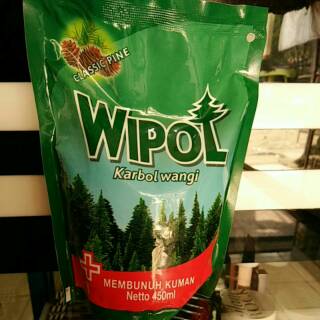 CLASSIC PINE
WIPOL
Karbol wangi
MEMBUNUH KUMAN
Netto 450ml